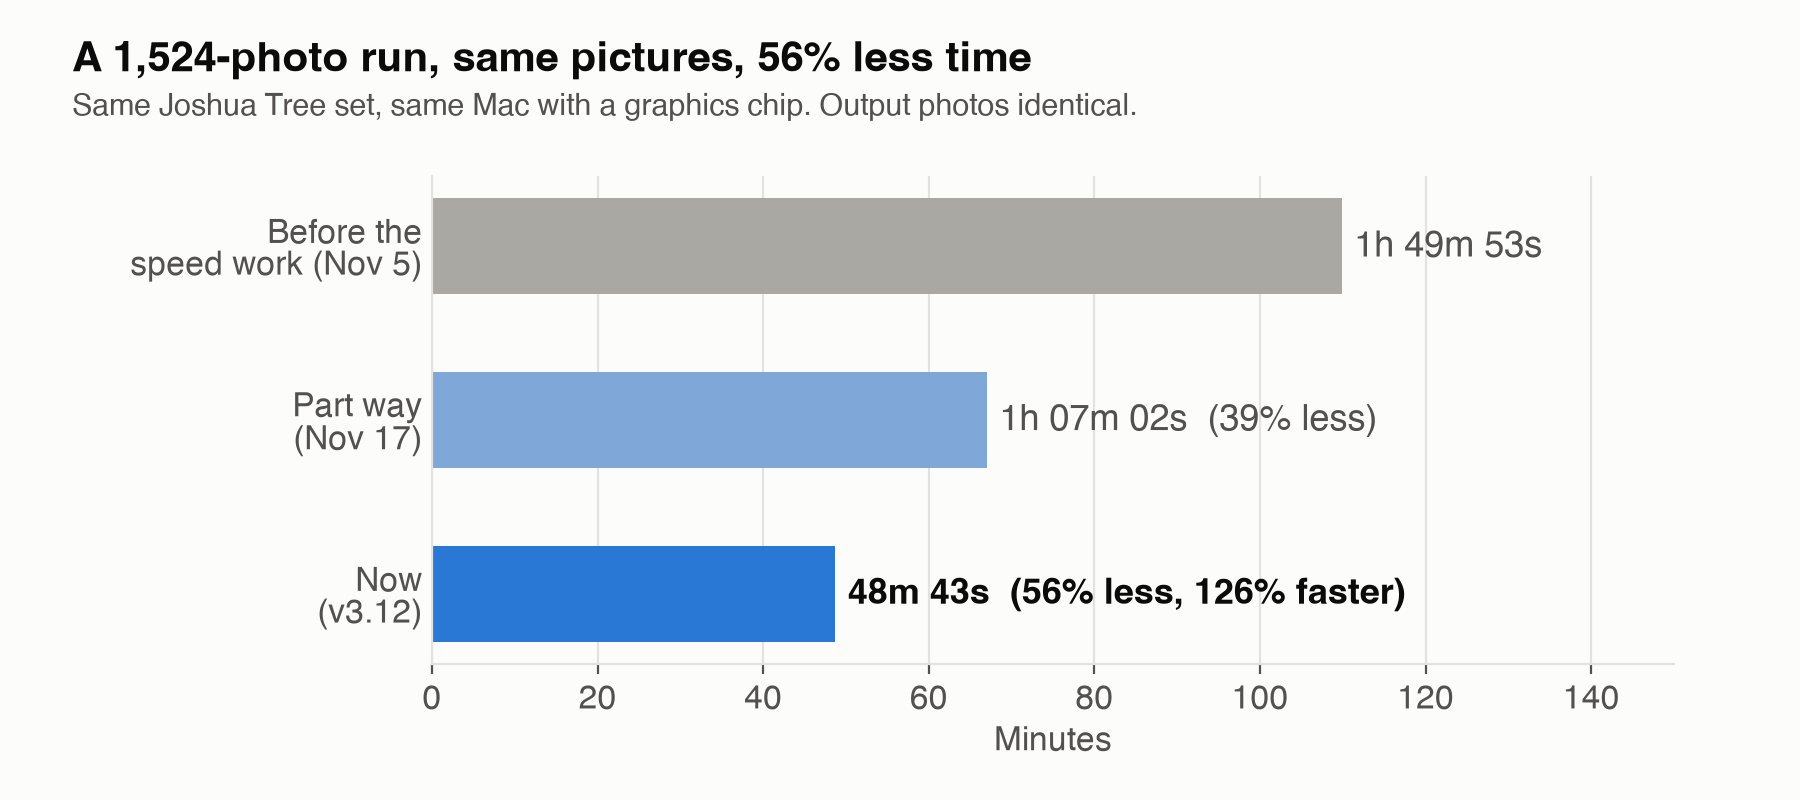 A 1,524-photo run, same pictures, 56% less time
Same Joshua Tree set, same Mac with a graphics chip. Output photos identical.
Before the
speed work (Nov 5)
1h 49m 53s
Part way
(Nov 17)
1h 07m 02s (39% less)
Now
(v3.12)
48m 43s (56% less, 126% faster)
0 20 40 60 80 100 120 140
Minutes